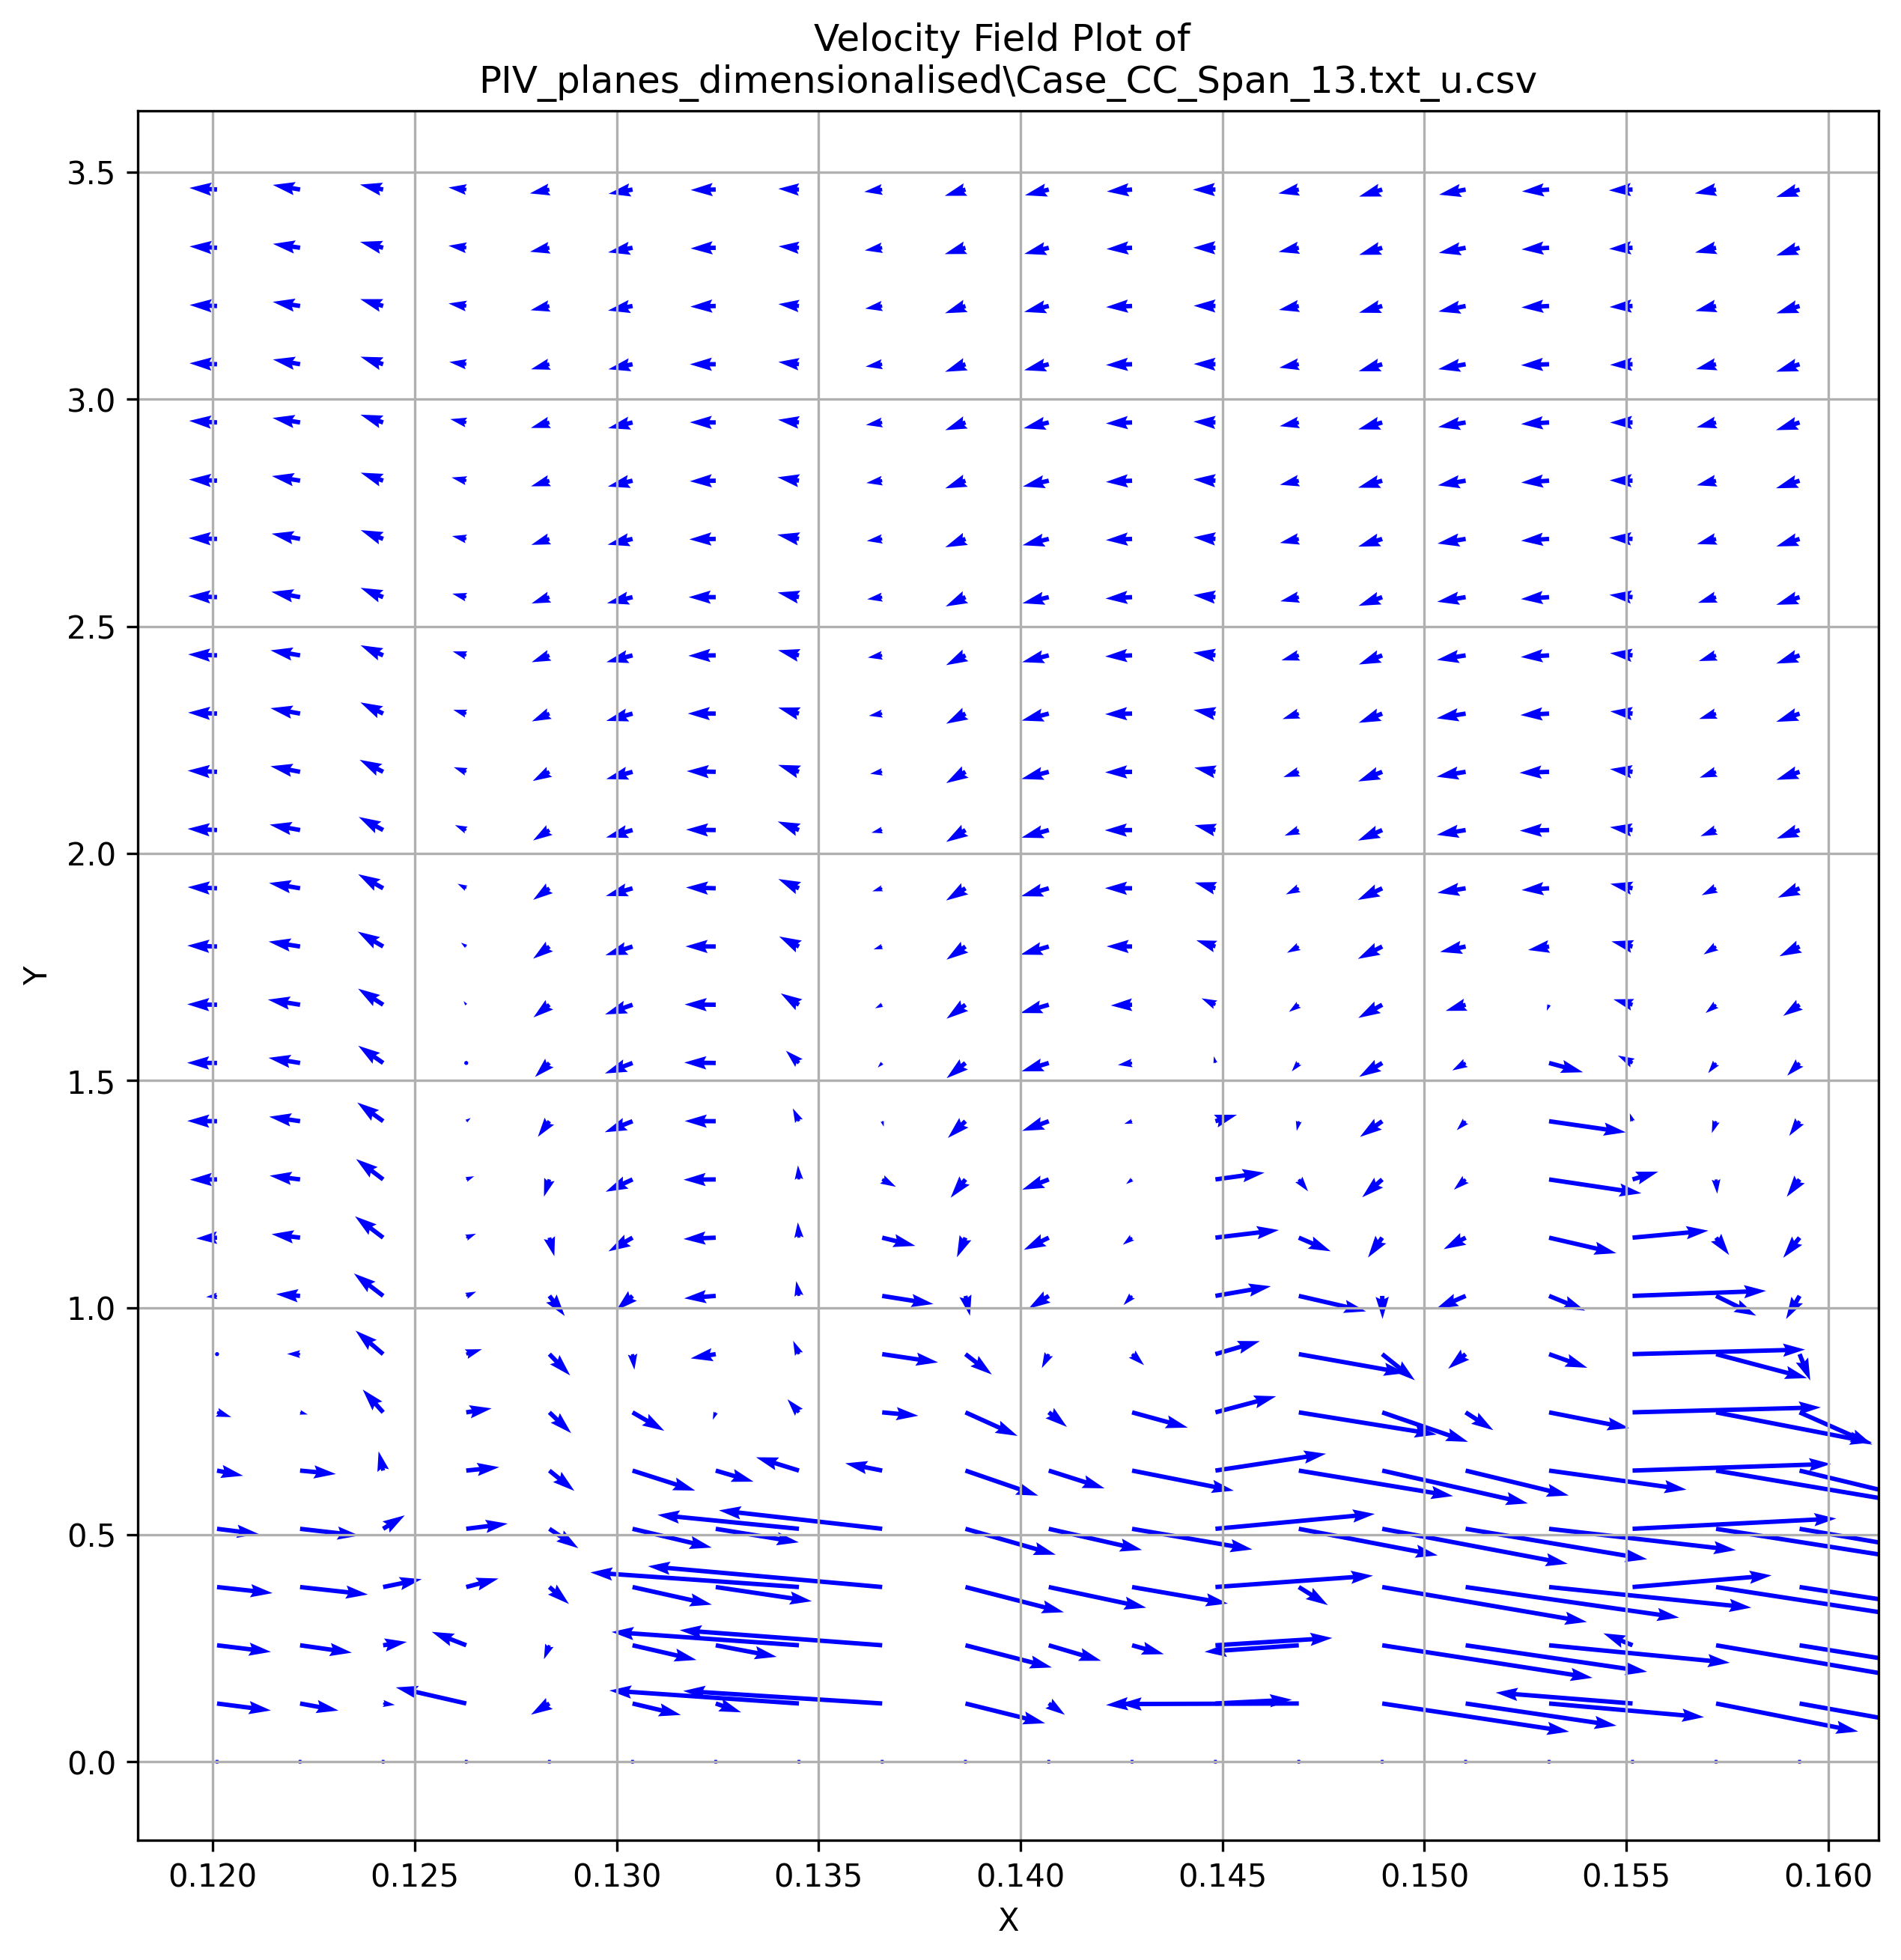 Velocity Field Plot of
PIV_planes_dimensionalised\Case_CC_Span_13.txt_u.csv
3.5
3.0
2.5
2.0
Y
1.5
1.0
0.5
0.0
0.120 0.125 0.130 0.135 0.140 0.145 0.150 0.155 0.160
X